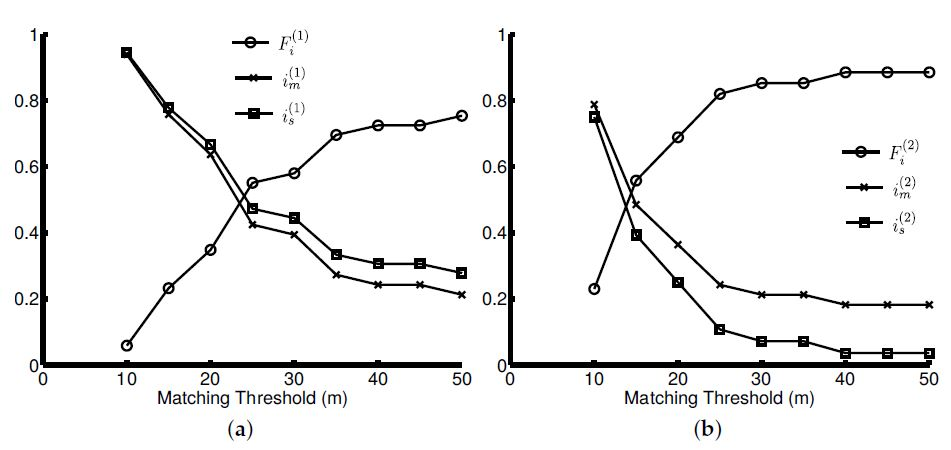 1
0.8
0.6
0.4
0.2
0
0 10 20 30 40 50
Matching Threshold (m)
F_i^{(1)}
i_m^{(1)}
i_s^{(1)}
(a)
1
0.8
0.6
0.4
0.2
0
0 10 20 30 40 50
Matching Threshold (m)
F_i^{(2)}
i_m^{(2)}
i_s^{(2)}
(b)